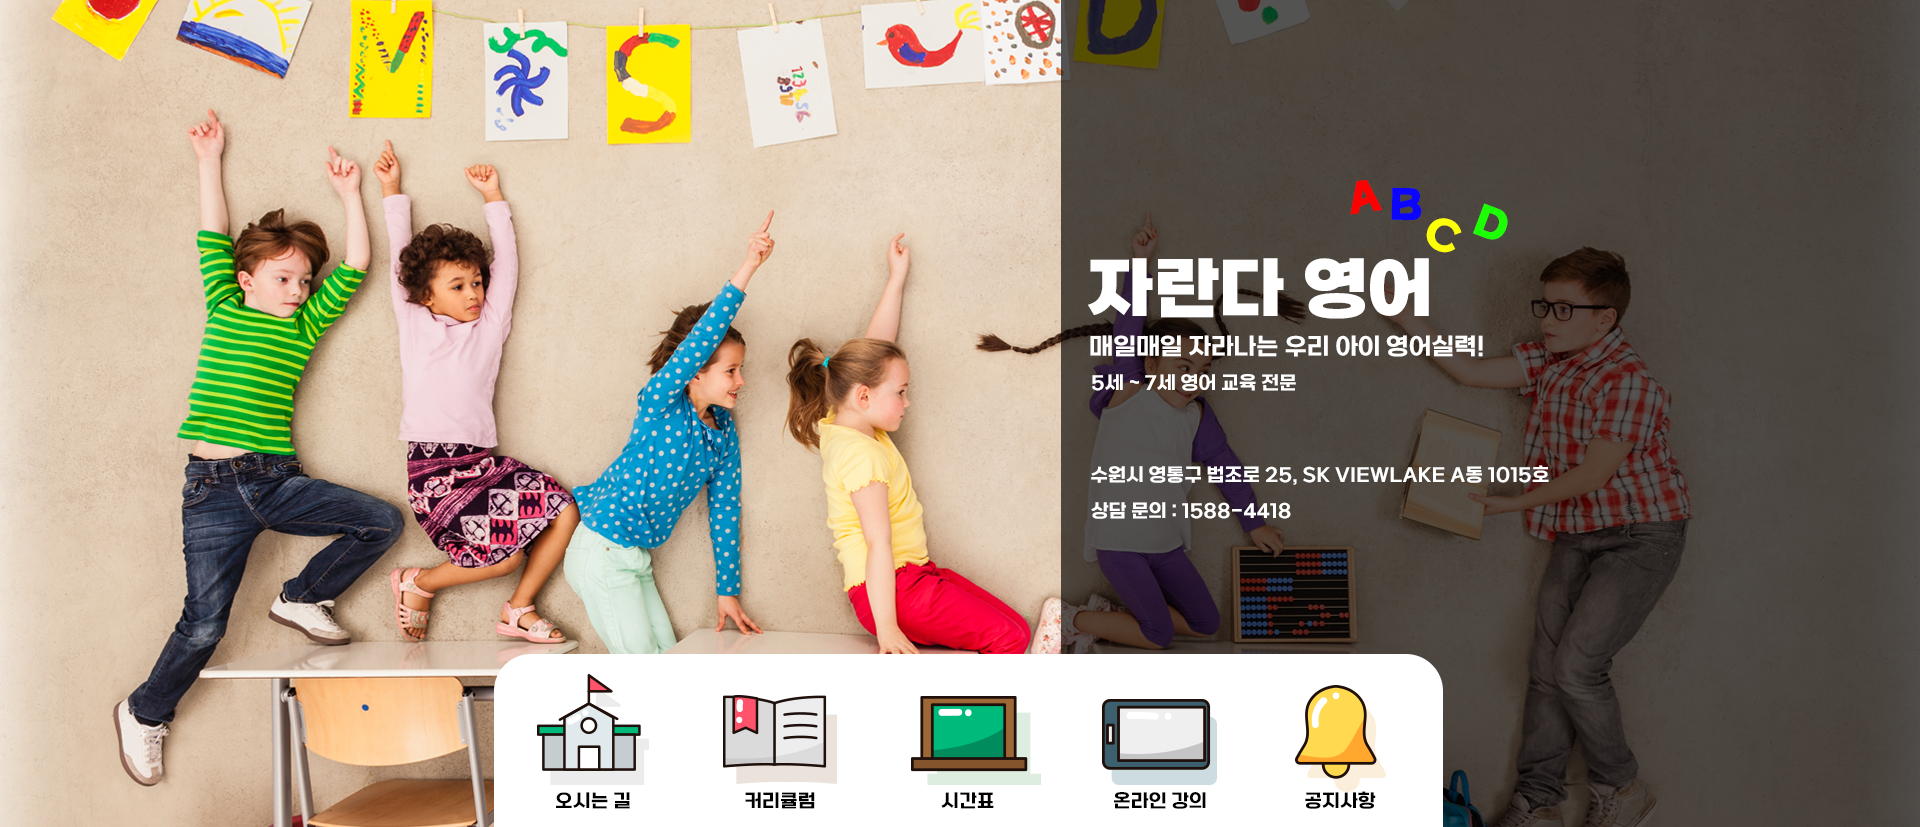 A B C D
자란다 영어
매일매일 자라나는 우리 아이 영어실력!
5세 ~ 7세 영어 교육 전문
수원시 영통구 법조로 25, SK VIEWLAKE A동 1015호
상담 문의 : 1588-4418
오시는 길
커리큘럼
시간표
온라인 강의
공지사항